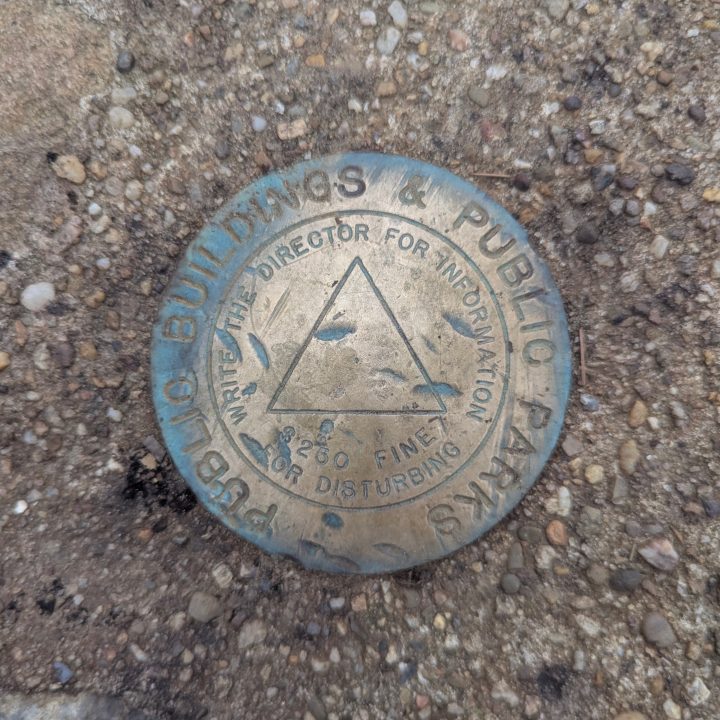 PUBLIC BUILDINGS & PUBLIC PARKS
WRITE THE DIRECTOR FOR INFORMATION
$250 FINE
FOR DISTURBING